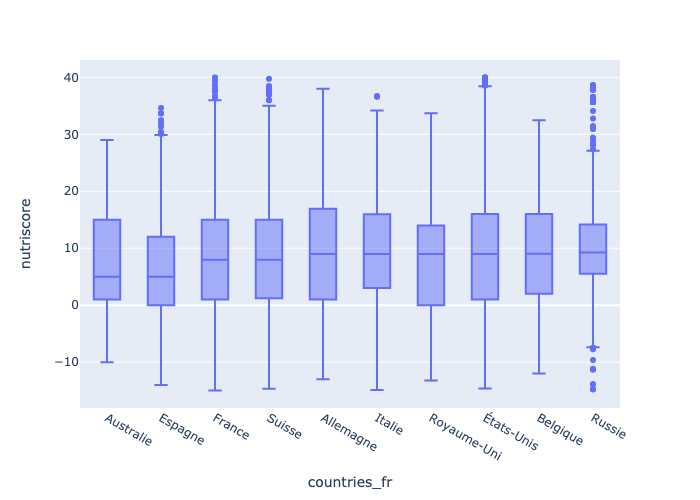 40
30
20
10
0
−10
nutriscore
Australie
Espagne
France
Suisse
Allemagne
Italie
Royaume-Uni
États-Unis
Belgique
Russie
countries_fr